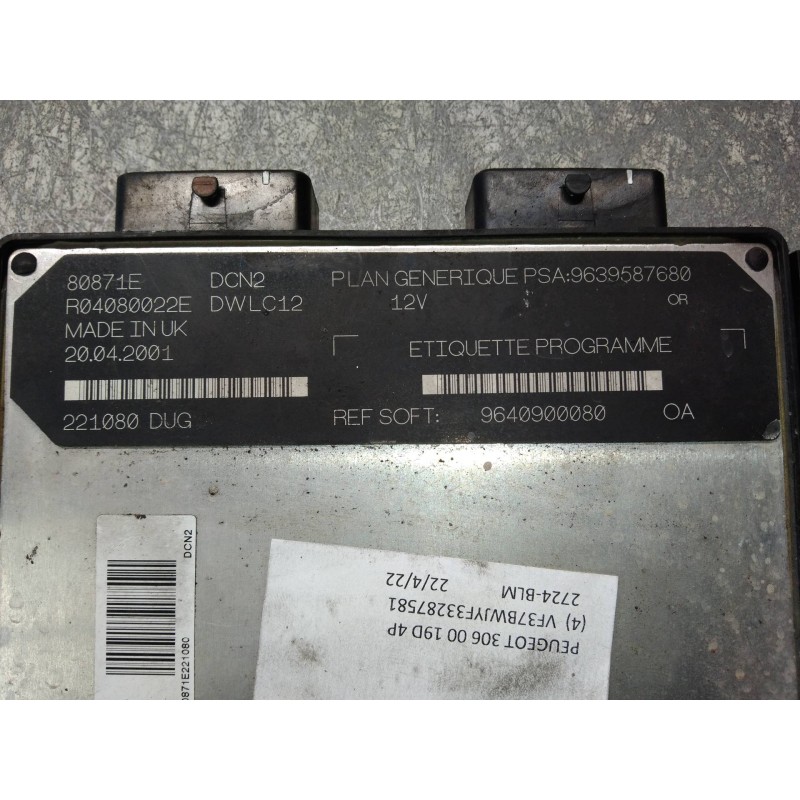 80871E DCN2 PLAN GENERIQUE PSA:9639587680
R04080022E DWLC12 12V OR
MADE IN UK
20.04.2001 ETIQUETTE PROGRAMME
221080 DUG REF SOFT: 9640900080 OA
DCN2
0871E221080
PEUGEOT 306 00 19D 4P
(4) VF37BWJYF33287581
2724-BLM 22/4/22